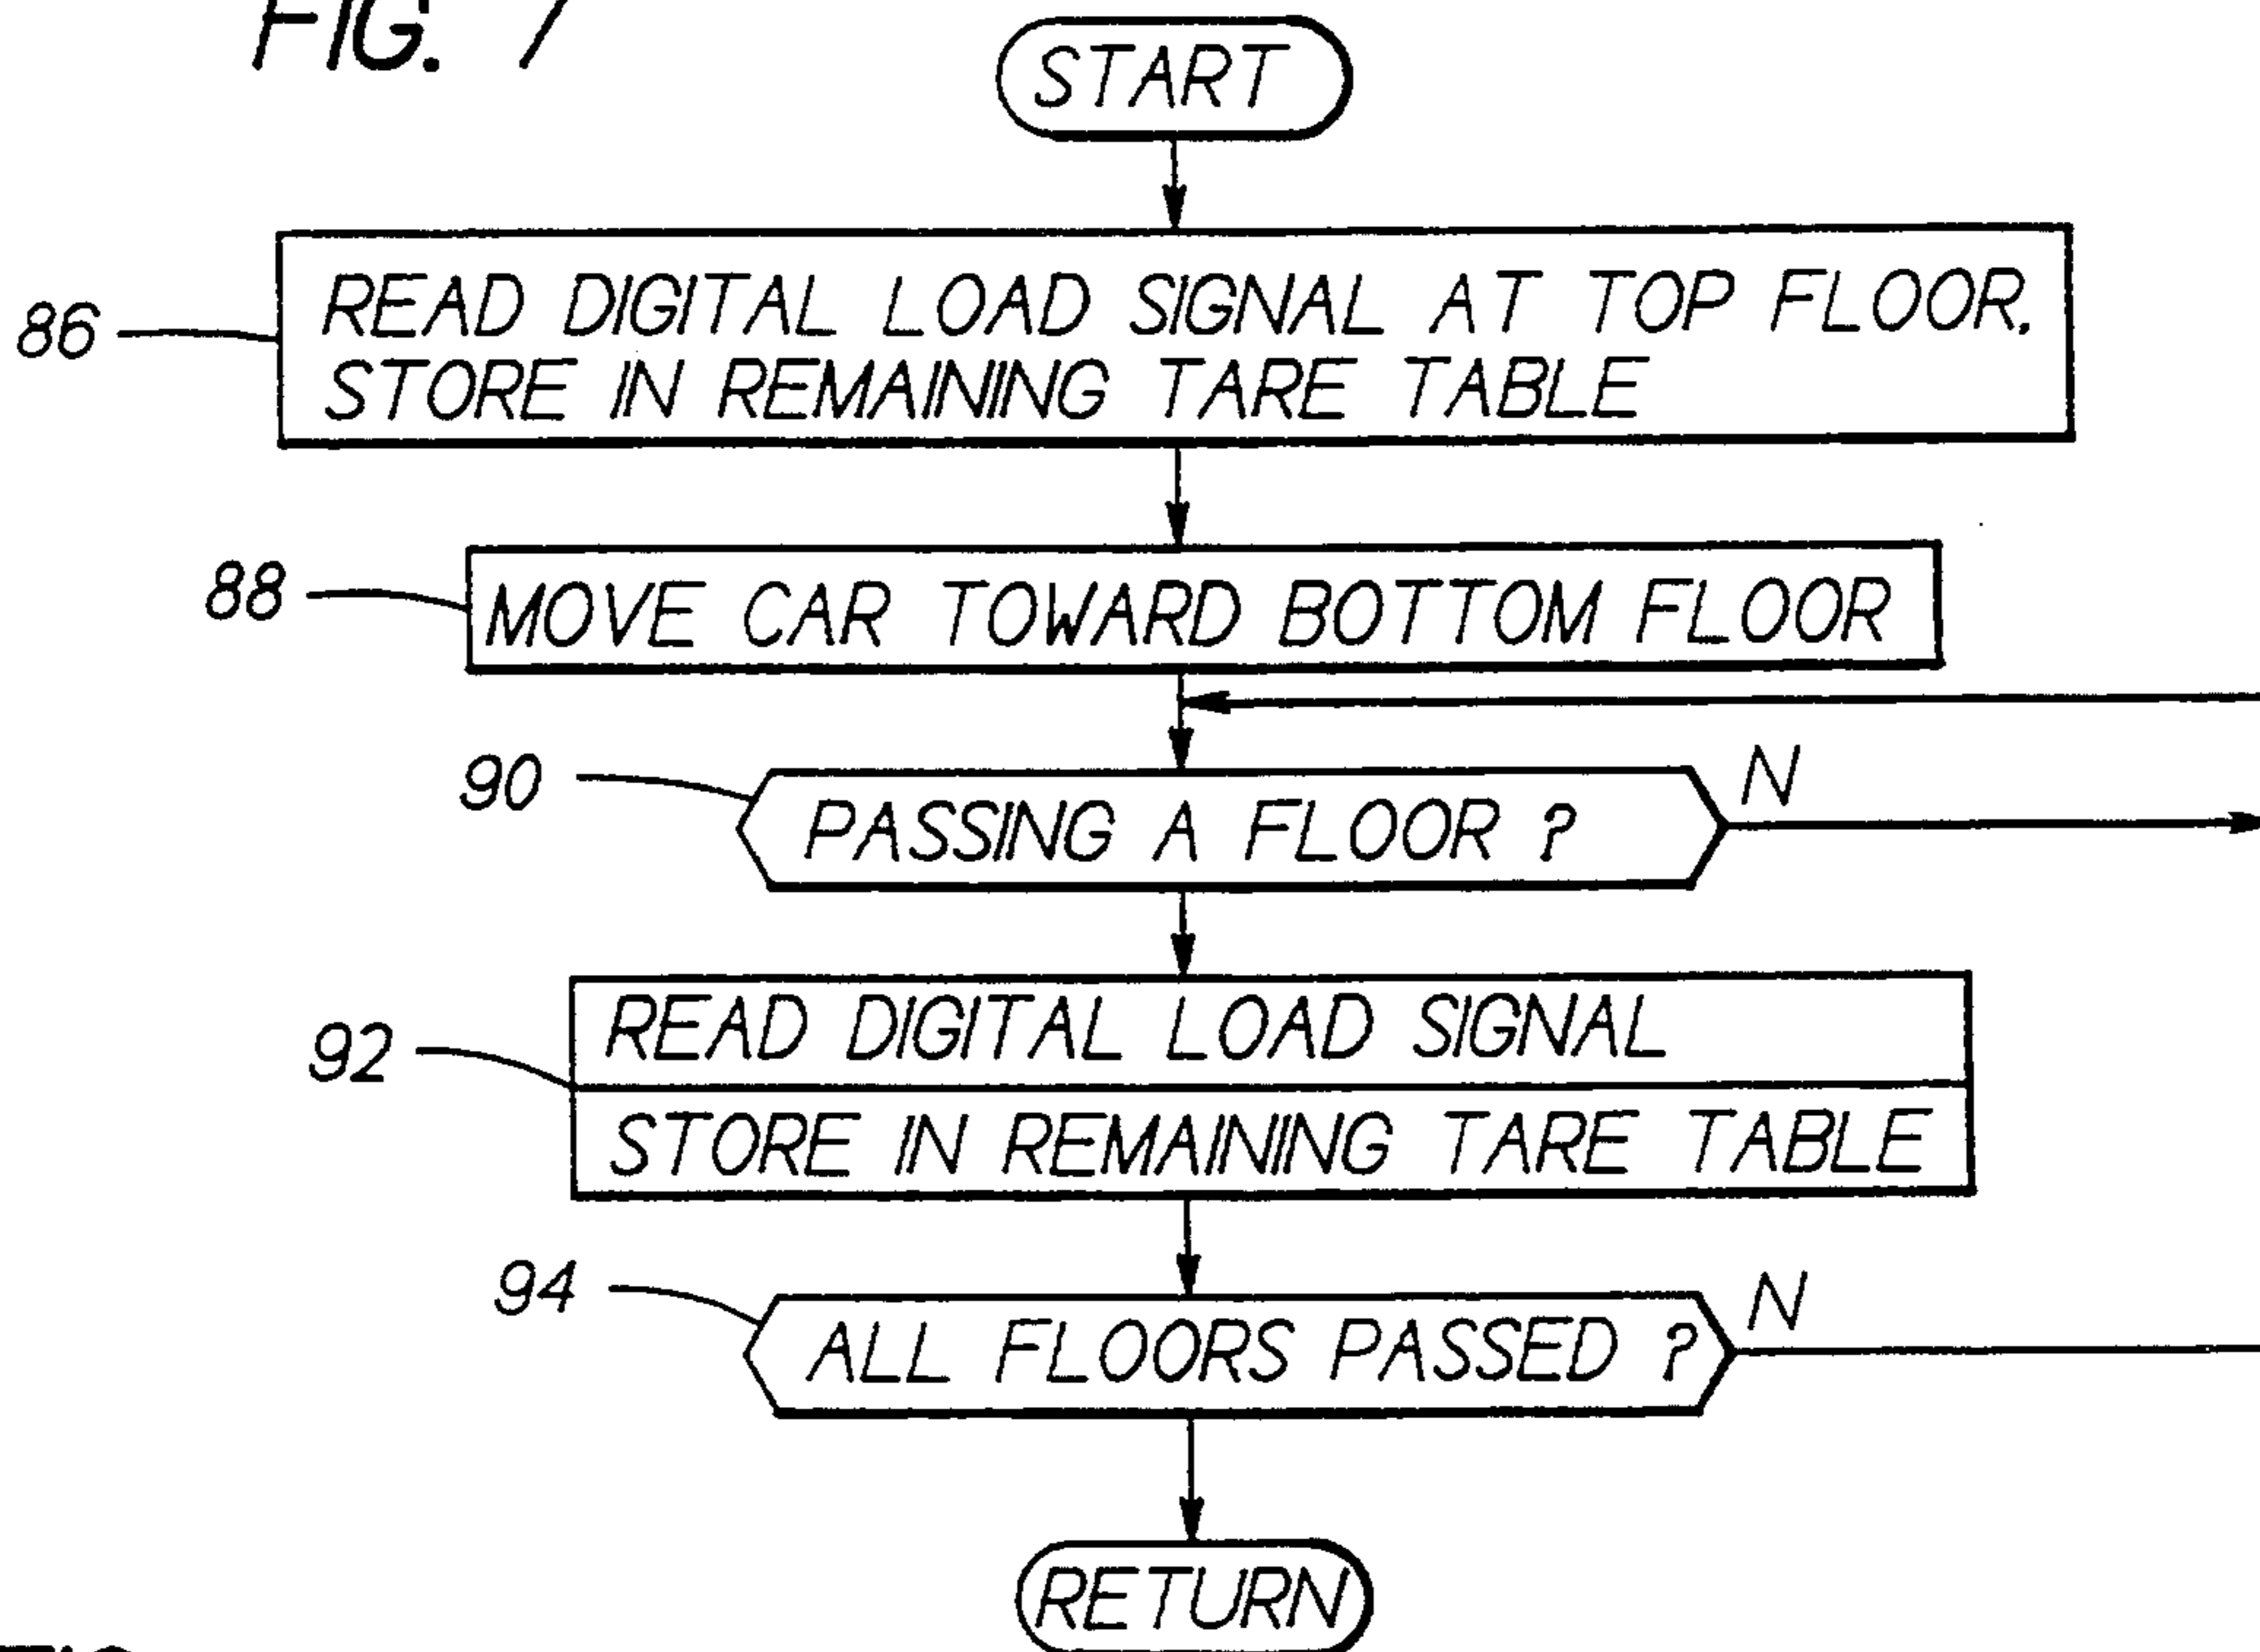 FIG. 7
START
86
READ DIGITAL LOAD SIGNAL AT TOP FLOOR,
STORE IN REMAINING TARE TABLE
88
MOVE CAR TOWARD BOTTOM FLOOR
90
PASSING A FLOOR ?
N
92
READ DIGITAL LOAD SIGNAL
STORE IN REMAINING TARE TABLE
94
ALL FLOORS PASSED ?
N
RETURN